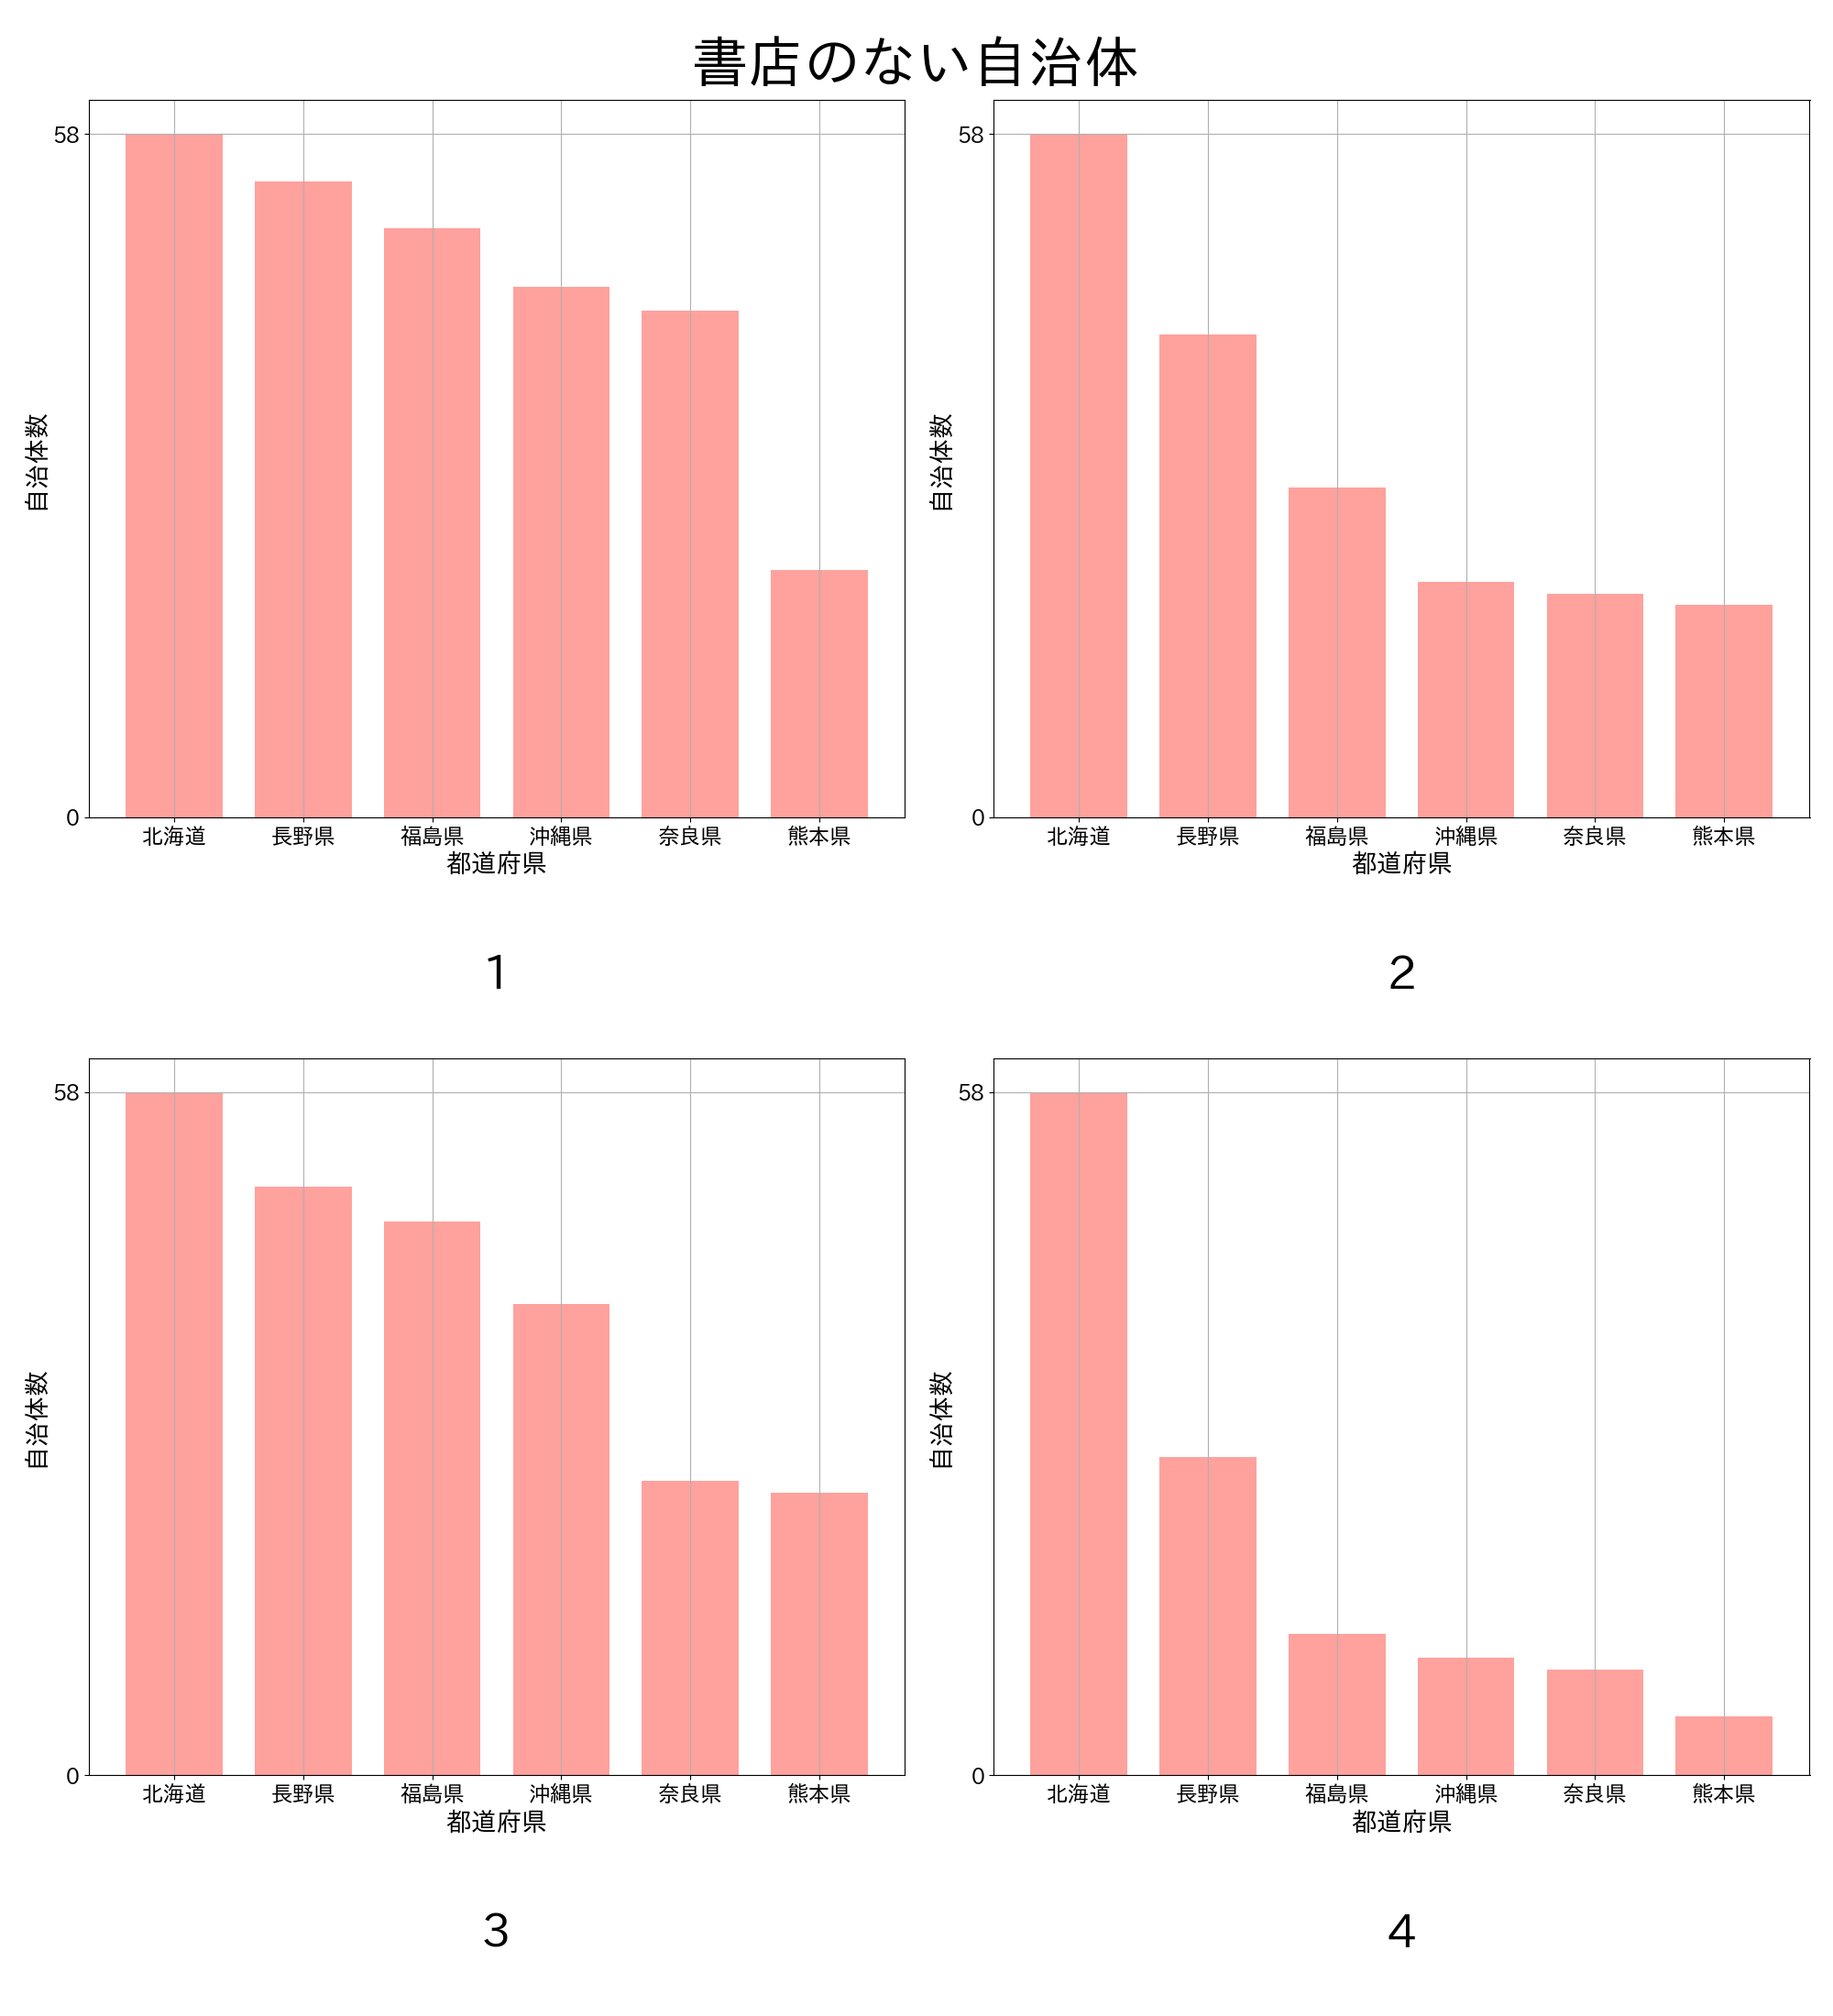 書店のない自治体
58
0
自治体数
北海道 長野県 福島県 沖縄県 奈良県 熊本県
都道府県
1
58
0
自治体数
北海道 長野県 福島県 沖縄県 奈良県 熊本県
都道府県
2
58
0
自治体数
北海道 長野県 福島県 沖縄県 奈良県 熊本県
都道府県
3
58
0
自治体数
北海道 長野県 福島県 沖縄県 奈良県 熊本県
都道府県
4